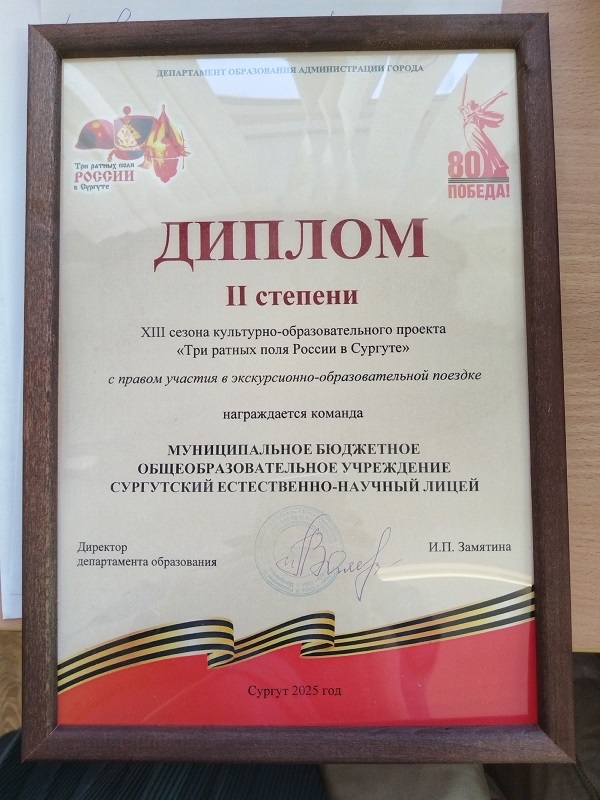 ДЕПАРТАМЕНТ ОБРАЗОВАНИЯ АДМИНИСТРАЦИИ ГОРОДА
Три ратных поля
РОССИИ
в Сургуте
80
ПОБЕДА!
ДИПЛОМ
II степени
XIII сезона культурно-образовательного проекта
«Три ратных поля России в Сургуте»
с правом участия в экскурсионно-образовательной поездке
награждается команда
МУНИЦИПАЛЬНОЕ БЮДЖЕТНОЕ
ОБЩЕОБРАЗОВАТЕЛЬНОЕ УЧРЕЖДЕНИЕ
СУРГУТСКИЙ ЕСТЕСТВЕННО-НАУЧНЫЙ ЛИЦЕЙ
Директор
департамента образования
И.П. Замятина
Сургут 2025 год